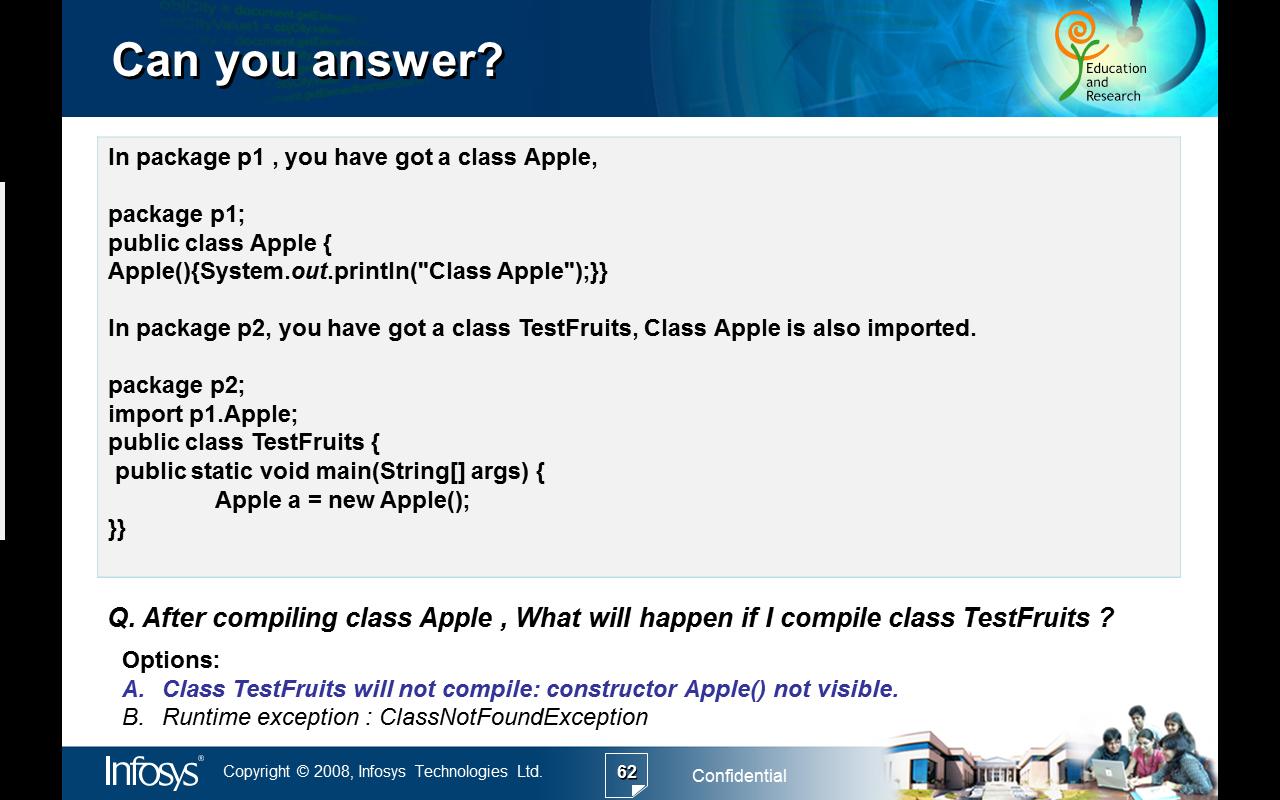 Can you answer?
Education
and
Research
In package p1 , you have got a class Apple,
package p1;
public class Apple {
Apple(){System.out.println("Class Apple");}}
In package p2, you have got a class TestFruits, Class Apple is also imported.
package p2;
import p1.Apple;
public class TestFruits {
public static void main(String[] args) {
Apple a = new Apple();
}}
Q. After compiling class Apple , What will happen if I compile class TestFruits ?
Options:
A. Class TestFruits will not compile: constructor Apple() not visible.
B. Runtime exception : ClassNotFoundException
Infosys® Copyright © 2008, Infosys Technologies Ltd. 62 Confidential